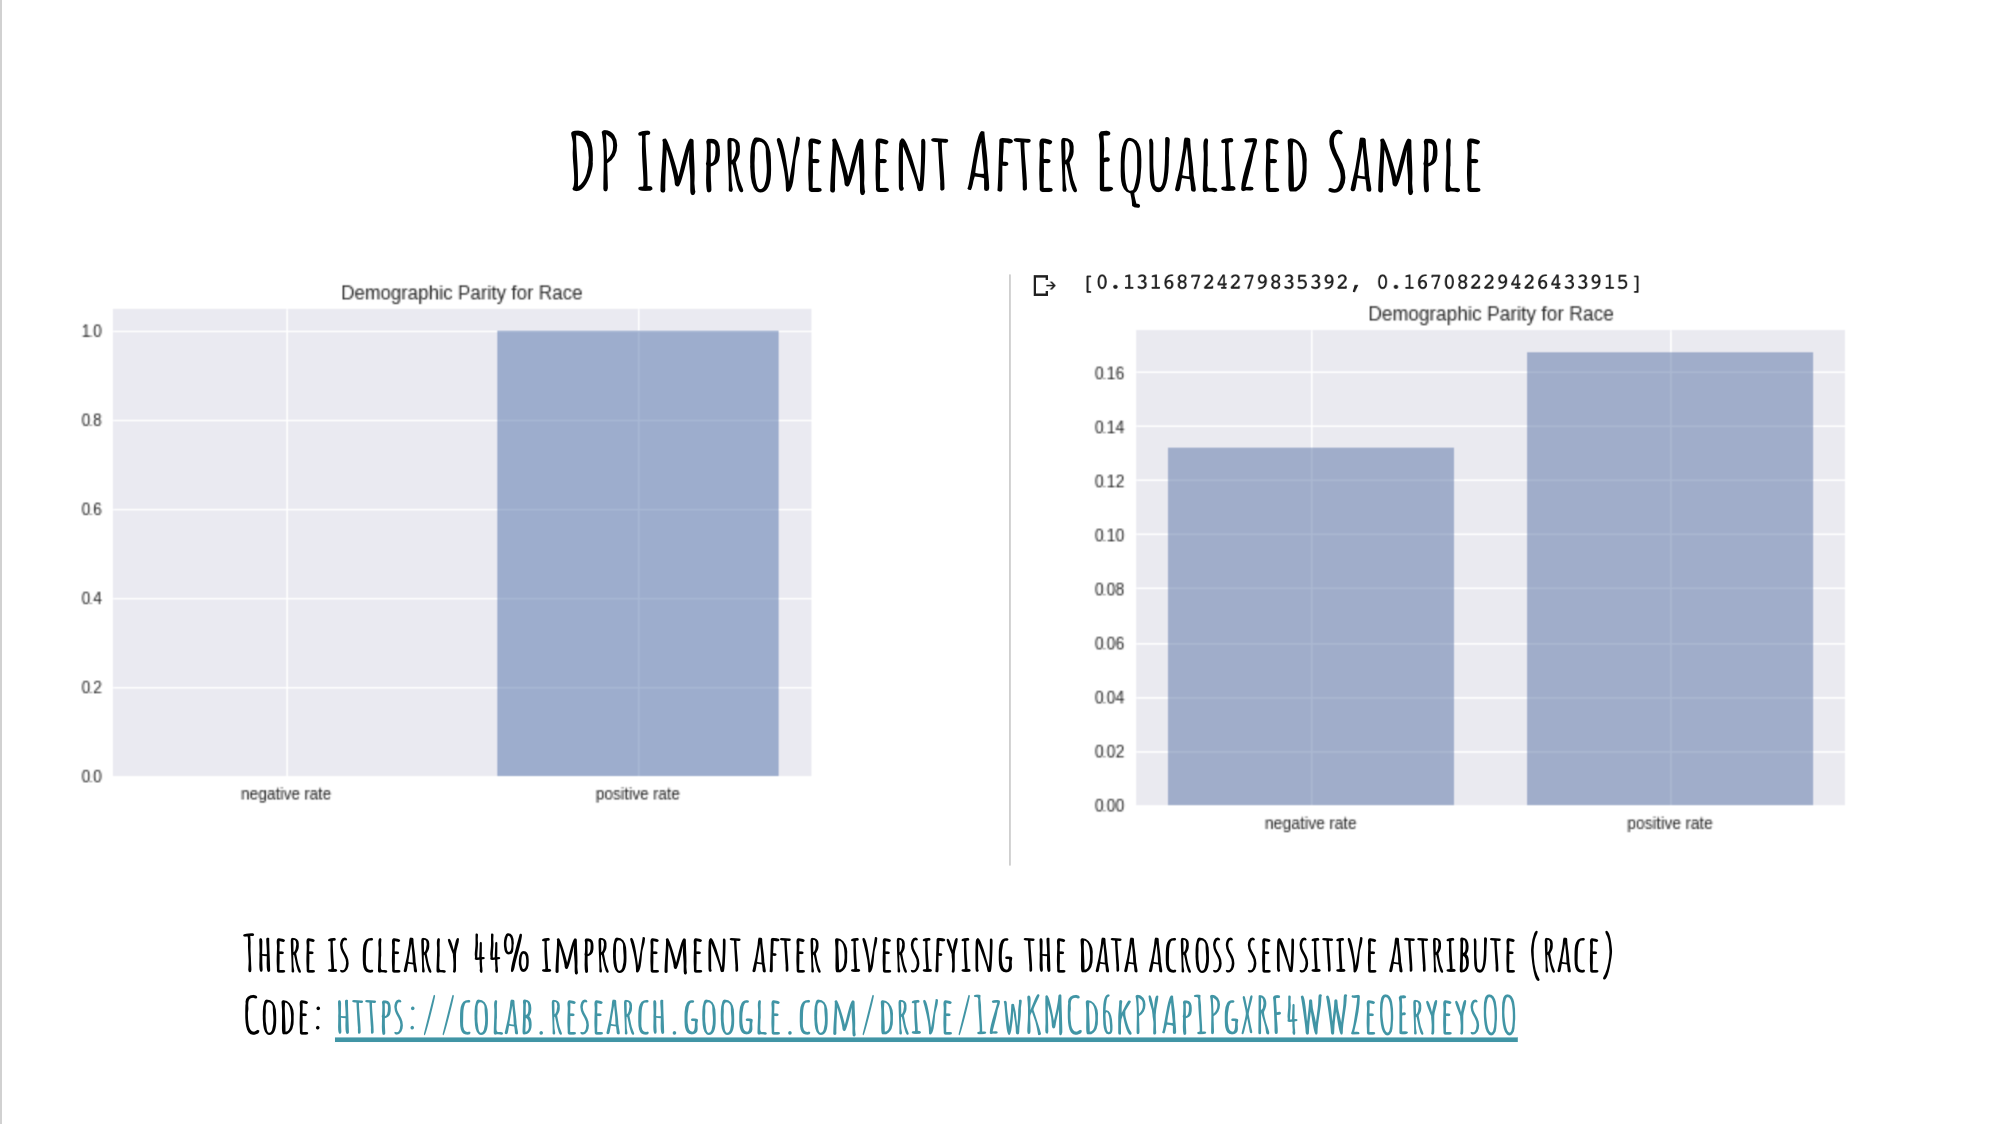 DP Improvement After Equalized Sample
Demographic Parity for Race
1.0
0.8
0.6
0.4
0.2
0.0
negative rate
positive rate
[0.13168724279835392, 0.16708229426433915]
Demographic Parity for Race
0.16
0.14
0.12
0.10
0.08
0.06
0.04
0.02
0.00
negative rate
positive rate
There is clearly 44% improvement after diversifying the data across sensitive attribute (race)
Code: https://colab.research.google.com/drive/1zwKMCd6kPYAp1PgXRF4WWZeOEryeysOO